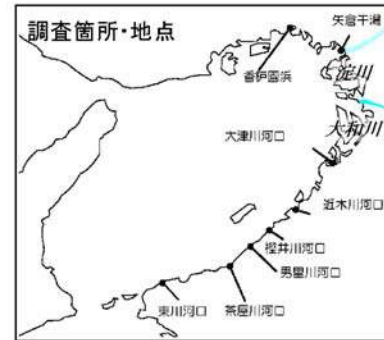 調査箇所・地点
矢倉干潟
香枦園浜
淀川
大和川
大津川河口
近木川河口
樫井川河口
男里川河口
東川河口
茶屋川河口